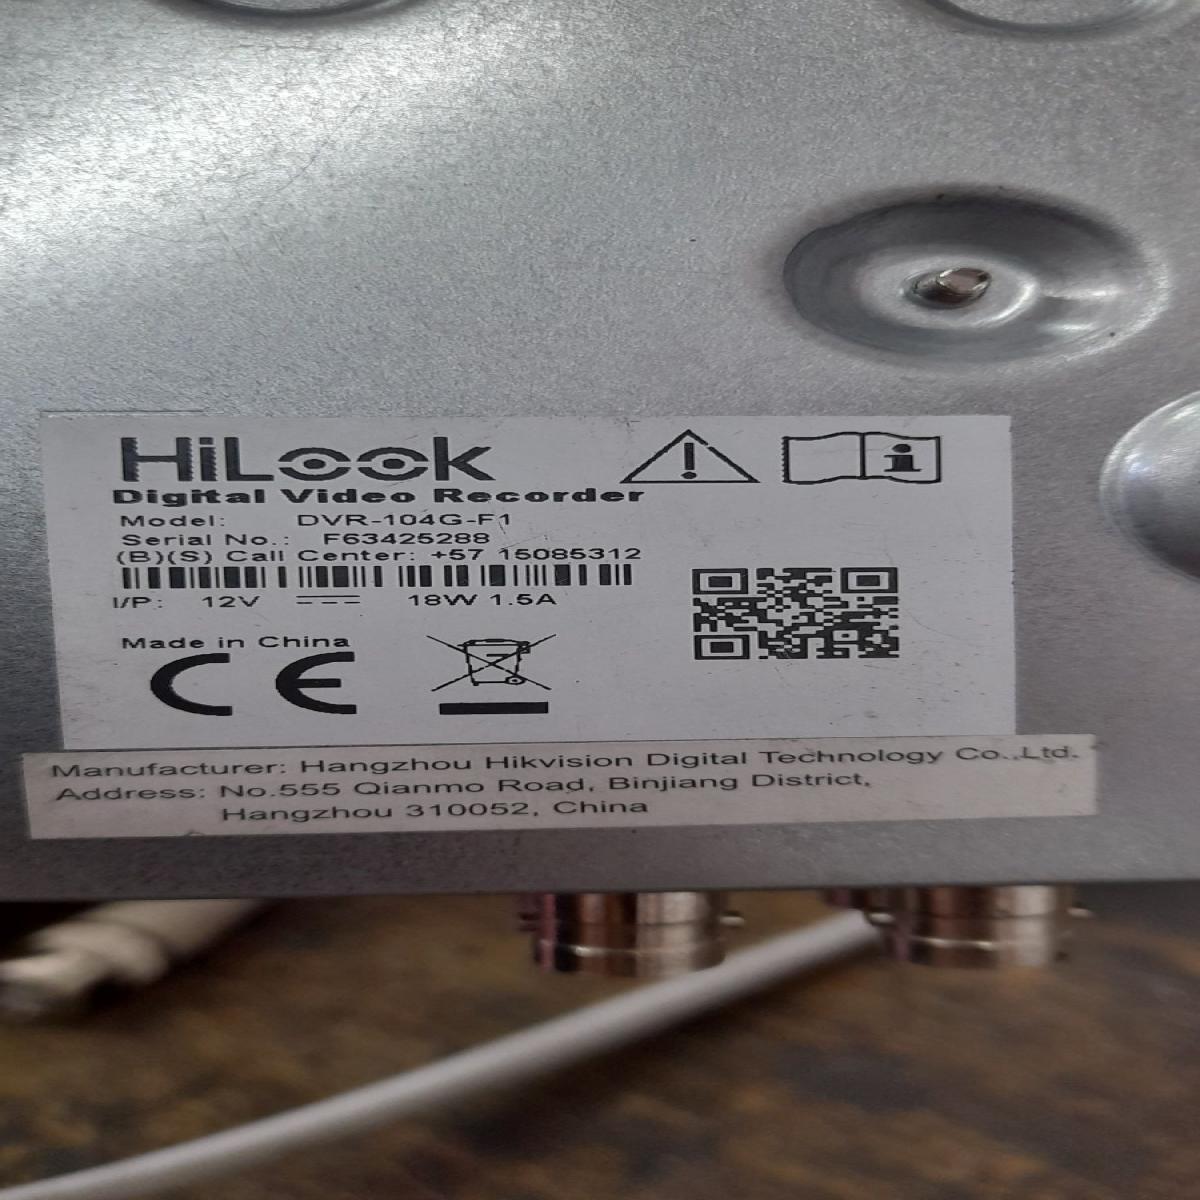 HiLook
Digital Video Recorder
Model: DVR-104G-F1
Serial No.: F63425288
(B)(S) Call Center: +57 15085312
I/P: 12V 18W 1.5A
Made in China
CE
Manufacturer: Hangzhou Hikvision Digital Technology Co.,Ltd.
Address: No.555 Qianmo Road, Binjiang District,
Hangzhou 310052, China